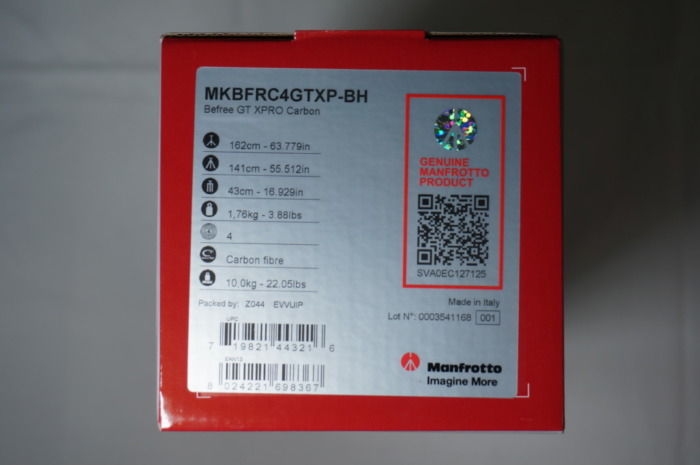 MKBFRC4GTXP-BH
Befree GT XPRO Carbon
162cm - 63.779in
141cm - 55.512in
43cm - 16.929in
1,76kg - 3.88lbs
4
Carbon fibre
10,0kg - 22.05lbs
Packed by: Z044 EVVUIP
UPC
7 19821 44321 6
EAN13
8 024221 698367
GENUINE
MANFROTTO
PRODUCT
SVA0EC127125
Made in Italy
Lot N°: 0003541168 001
Manfrotto
Imagine More